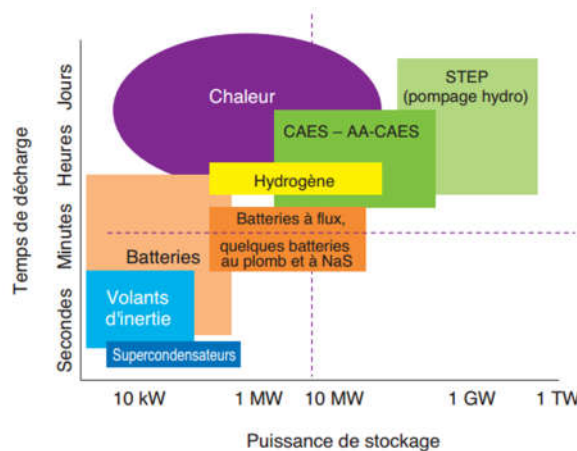 Temps de décharge
Jours
Heures
Minutes
Secondes
Chaleur
STEP
(pompage hydro)
CAES – AA-CAES
Hydrogène
Batteries à flux,
quelques batteries
au plomb et à NaS
Batteries
Volants
d'inertie
Supercondensateurs
10 kW
1 MW
10 MW
1 GW
1 TW
Puissance de stockage